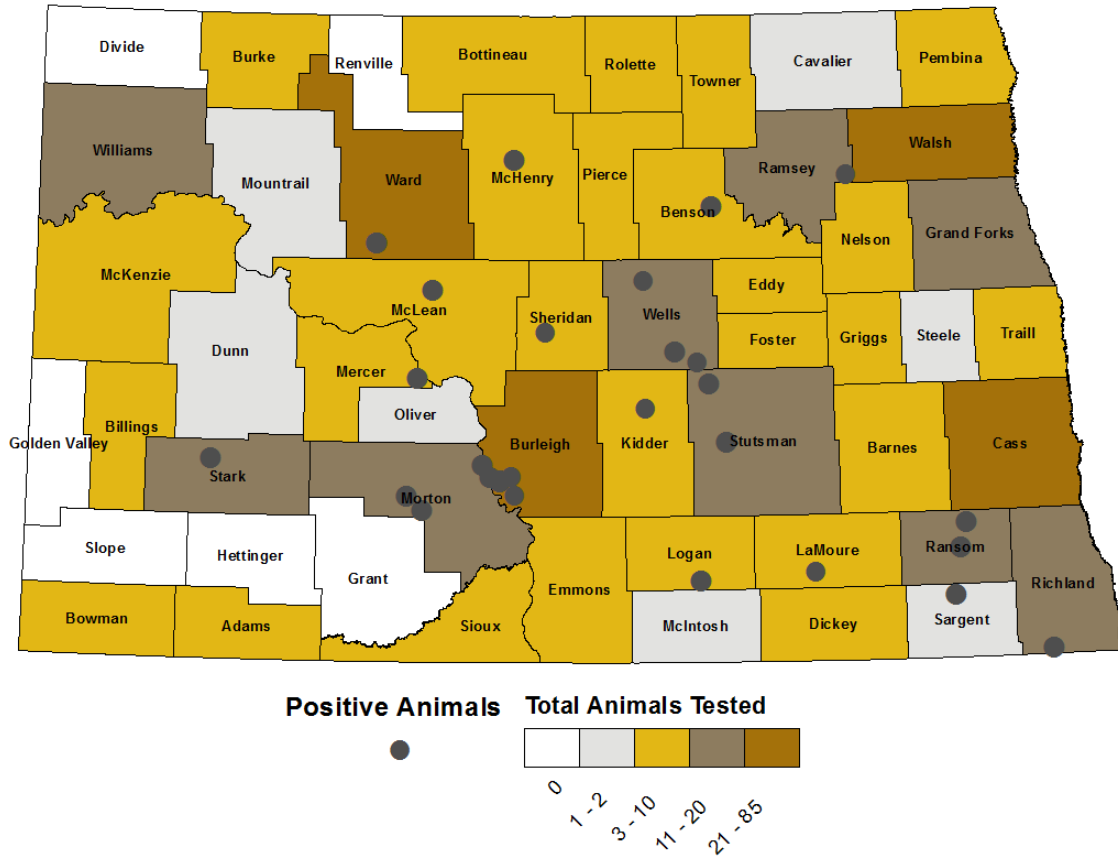 Divide
Burke
Renville
Bottineau
Rolette
Towner
Cavalier
Pembina
Williams
Mountrail
Ward
McHenry
Pierce
Benson
Ramsey
Walsh
Nelson
Grand Forks
McKenzie
Dunn
McLean
Sheridan
Wells
Eddy
Foster
Griggs
Steele
Traill
Mercer
Oliver
Golden Valley
Billings
Stark
Morton
Burleigh
Kidder
Stutsman
Barnes
Cass
Slope
Hettinger
Grant
Logan
LaMoure
Ransom
Richland
Bowman
Adams
Sioux
Emmons
McIntosh
Dickey
Sargent
Positive Animals
Total Animals Tested
0
1 - 2
3 - 10
11 - 20
21 - 85